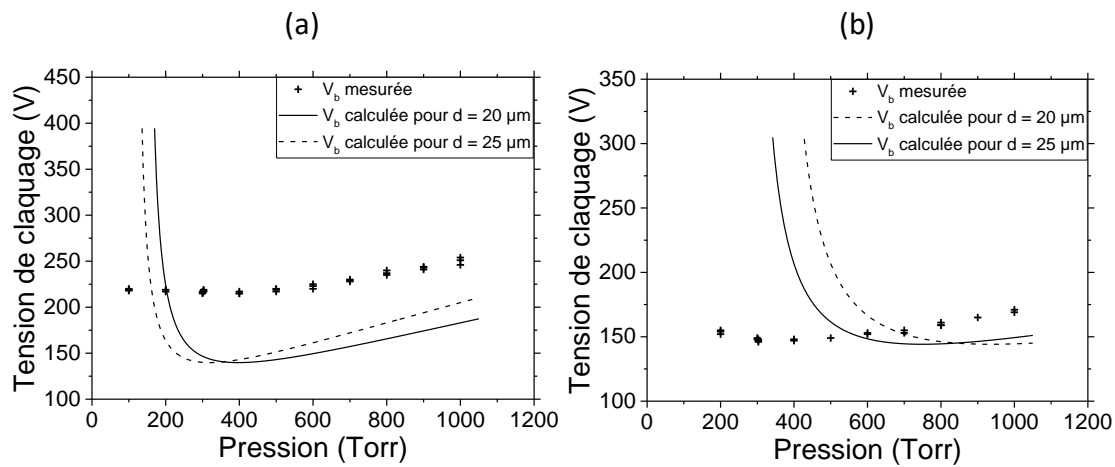 (a)
(b)
Tension de claquage (V)
450
400
350
300
250
200
150
100
V_b mesurée
V_b calculée pour d = 20 µm
V_b calculée pour d = 25 µm
0 200 400 600 800 1000 1200
Pression (Torr)
Tension de claquage (V)
350
300
250
200
150
100
V_b mesurée
V_b calculée pour d = 20 µm
V_b calculée pour d = 25 µm
0 200 400 600 800 1000 1200
Pression (Torr)